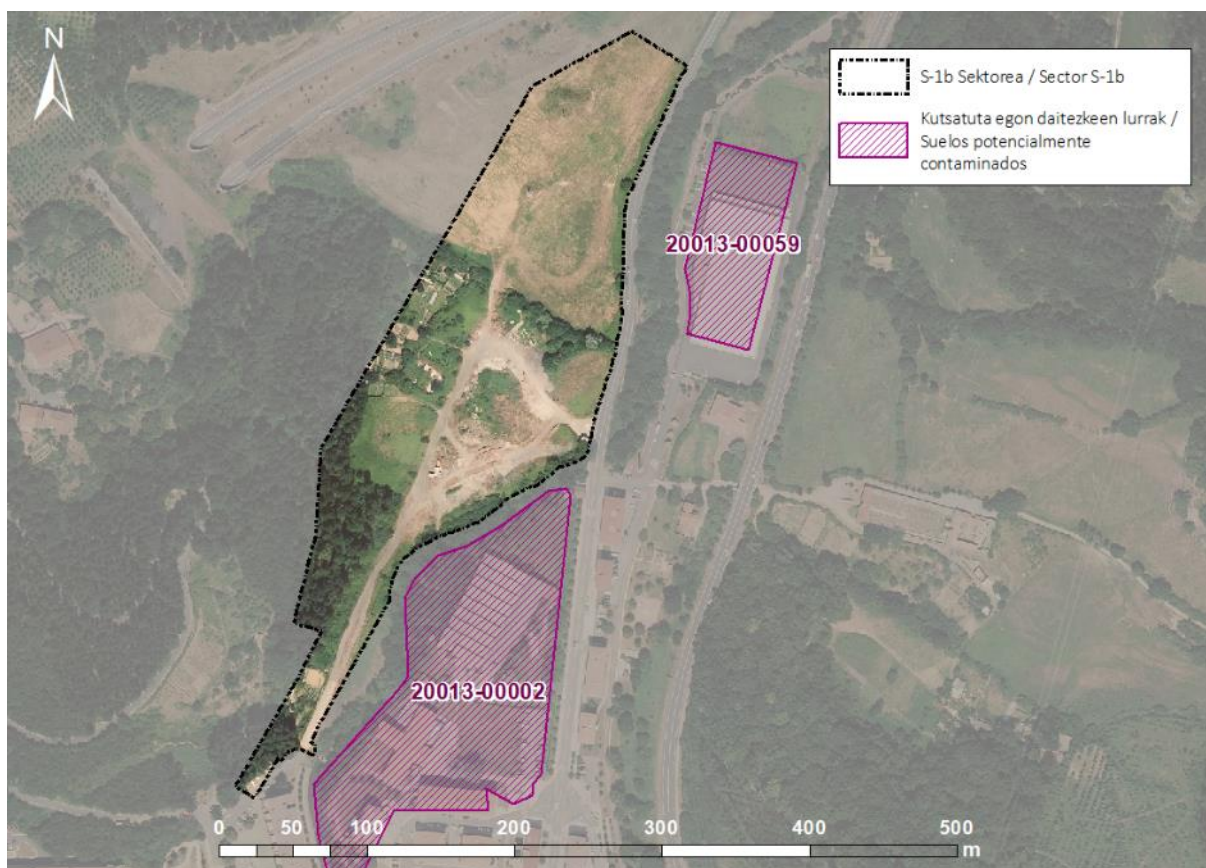 N
S-1b Sektorea / Sector S-1b
Kutsatuta egon daitezkeen lurrak /
Suelos potencialmente
contaminados
20013-00059
20013-00002
0 50 100 200 300 400 500
m